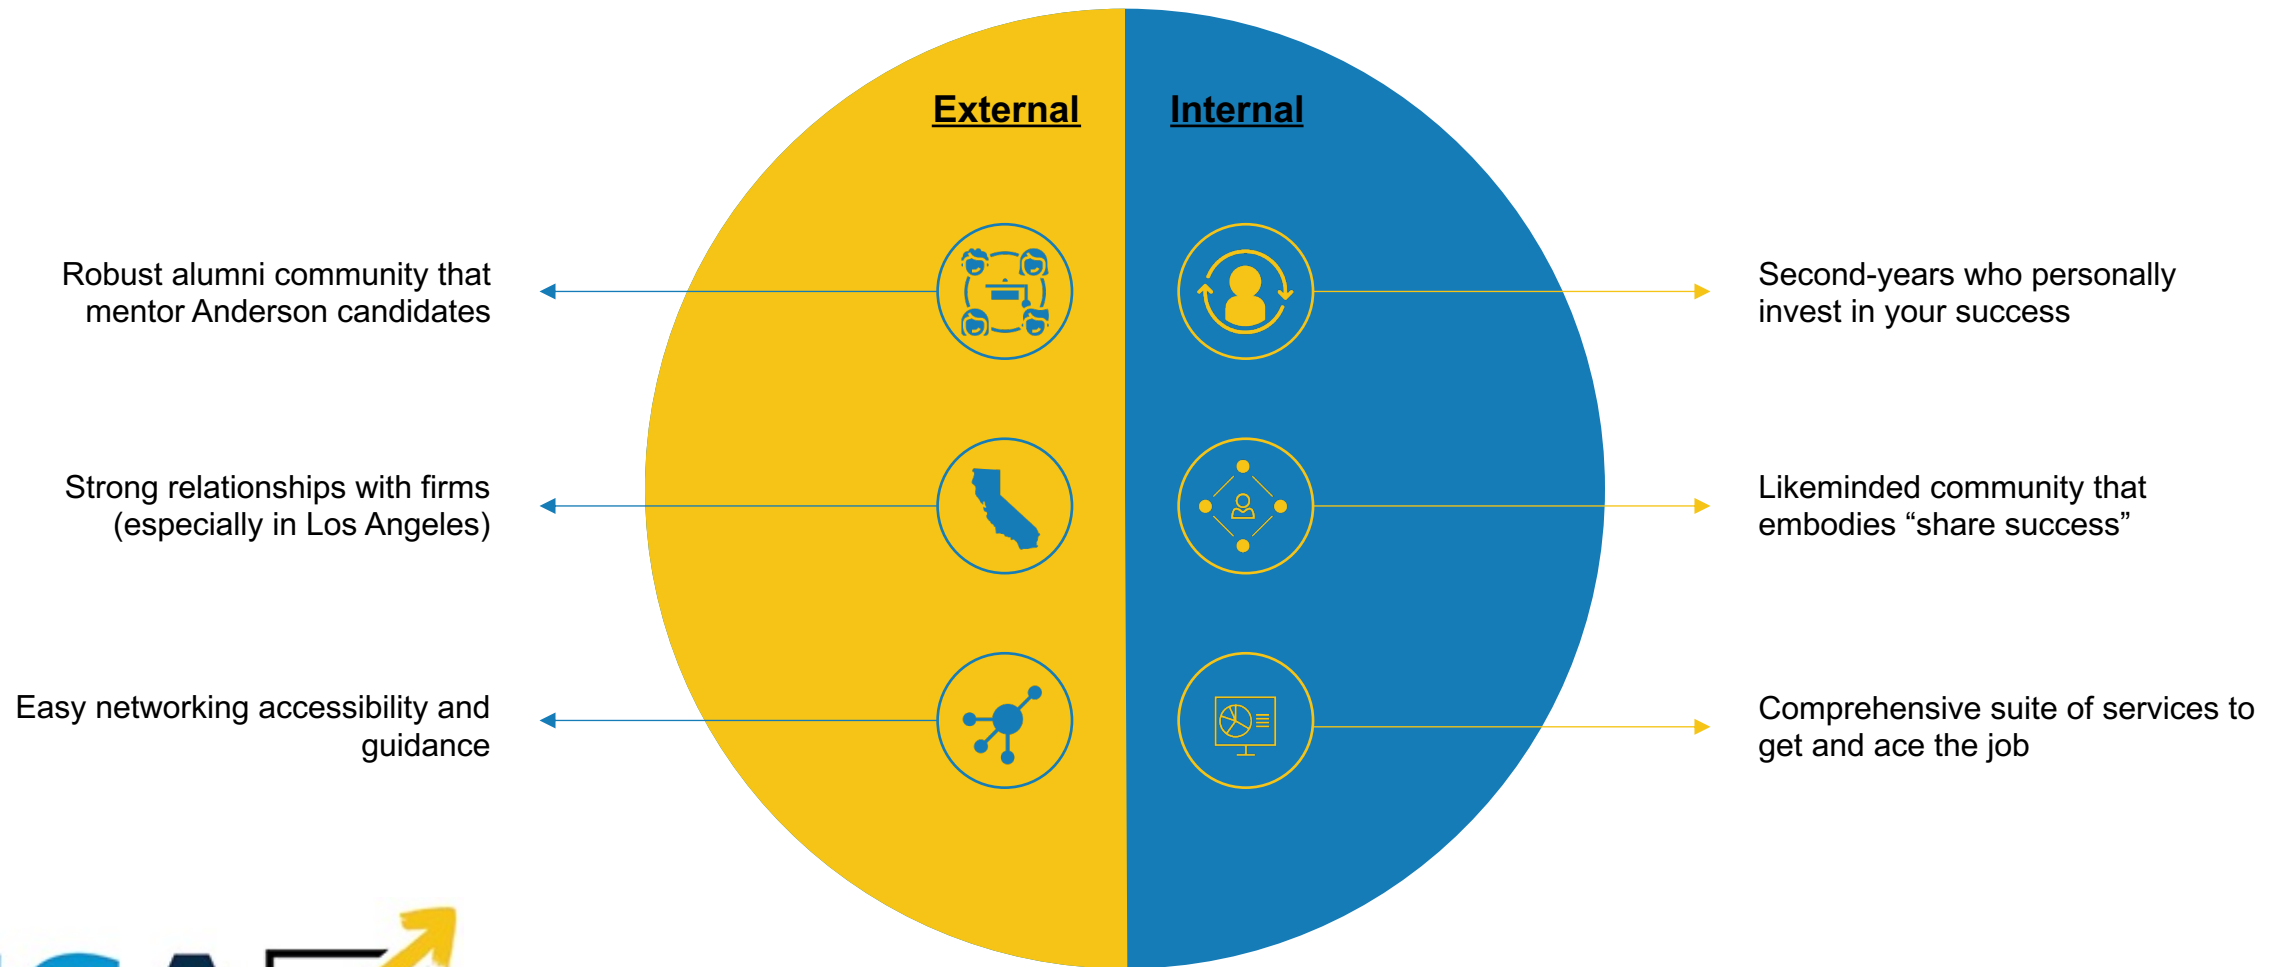 External
Internal
Robust alumni community that
mentor Anderson candidates
Second-years who personally
invest in your success
Strong relationships with firms
(especially in Los Angeles)
Likeminded community that
embodies “share success”
Easy networking accessibility and
guidance
Comprehensive suite of services to
get and ace the job